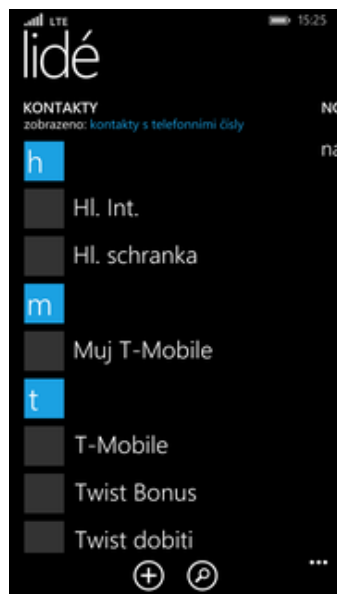 LTE 15:25
lidé
KONTAKTY
zobrazeno: kontakty s telefonními čísly
h
Hl. Int.
Hl. schranka
m
Muj T-Mobile
t
T-Mobile
Twist Bonus
Twist dobiti